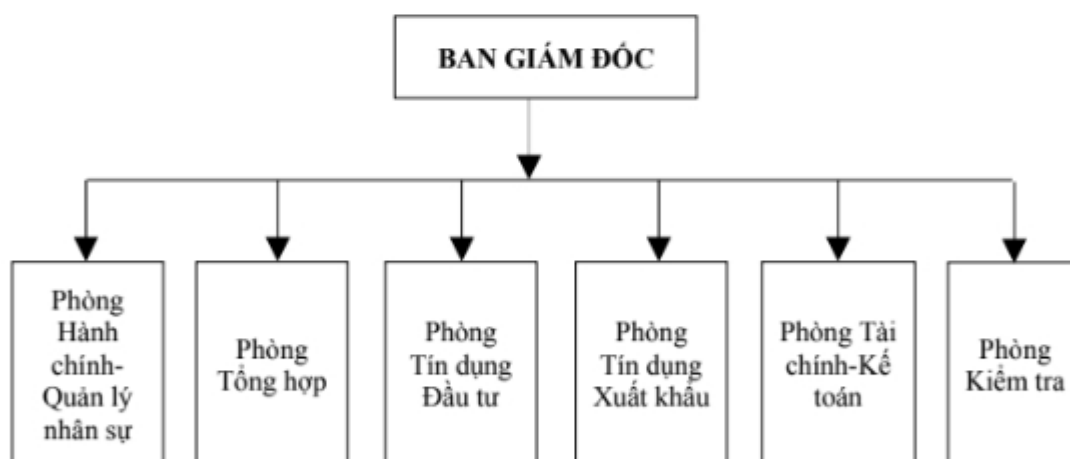 BAN GIÁM ĐỐC
Phòng
Hành
chính-
Quản lý
nhân sự
Phòng
Tổng hợp
Phòng
Tín dụng
Đầu tư
Phòng
Tín dụng
Xuất khẩu
Phòng Tài
chính-Kế
toán
Phòng
Kiểm tra